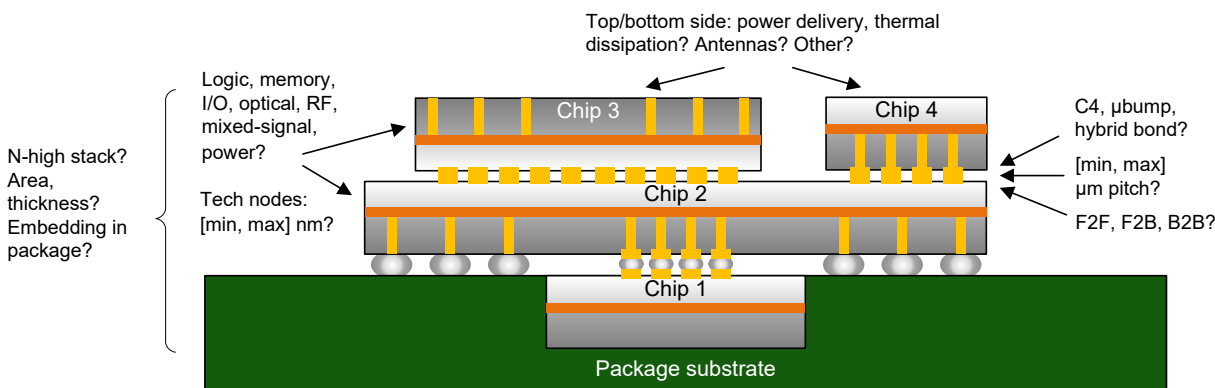 Top/bottom side: power delivery, thermal
dissipation? Antennas? Other?
Logic, memory,
I/O, optical, RF,
mixed-signal,
power?
Tech nodes:
[min, max] nm?
N-high stack?
Area,
thickness?
Embedding in
package?
Chip 3
Chip 4
Chip 2
Chip 1
Package substrate
C4, µbump,
hybrid bond?
[min, max]
µm pitch?
F2F, F2B, B2B?